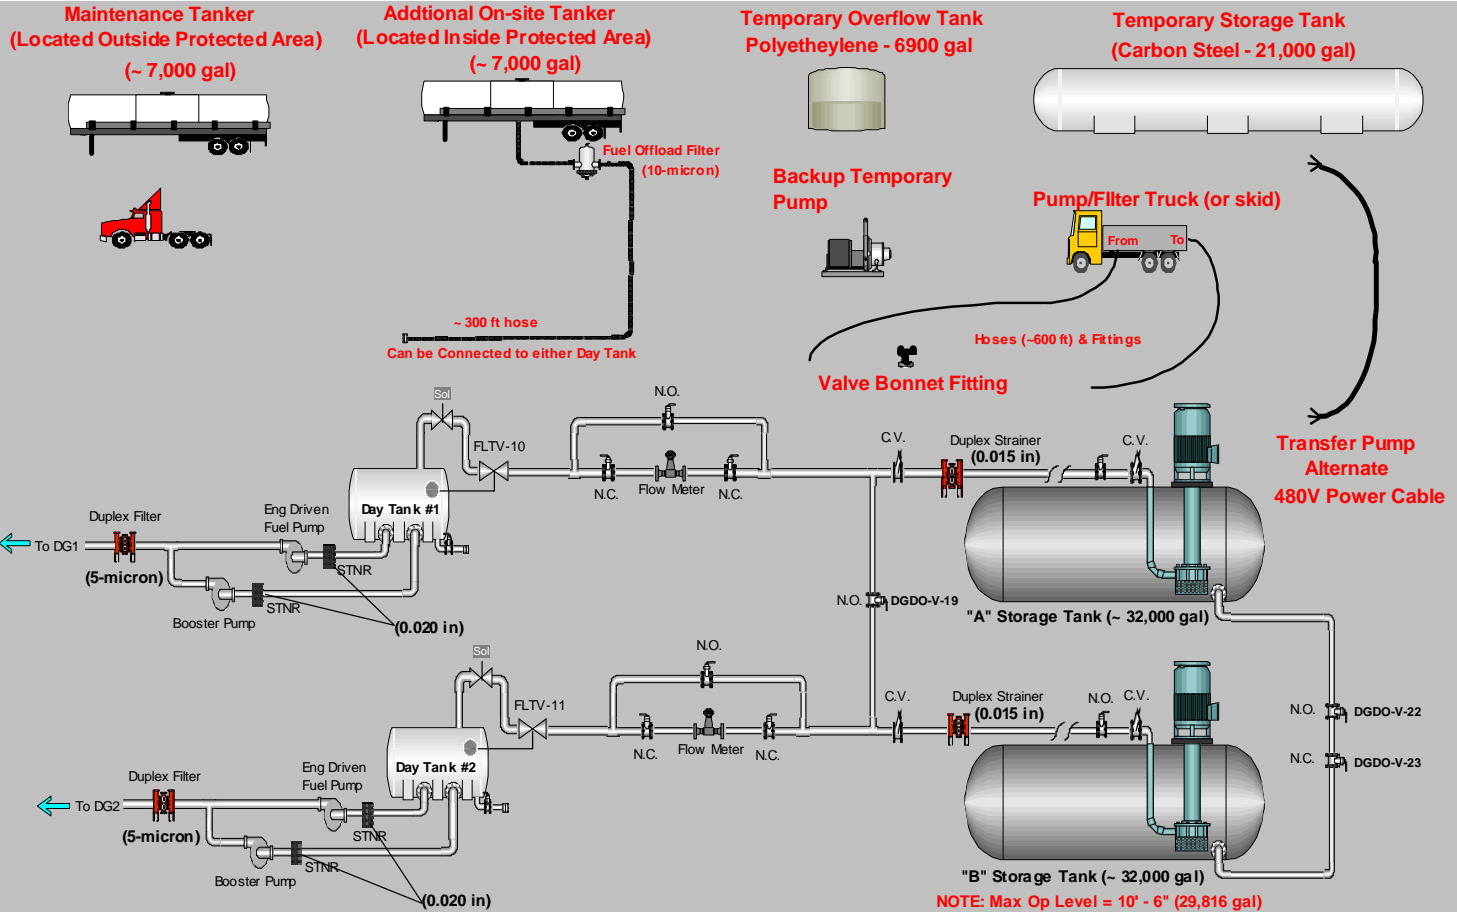 Maintenance Tanker
(Located Outside Protected Area)
(~ 7,000 gal)
Addtional On-site Tanker
(Located Inside Protected Area)
(~ 7,000 gal)
Temporary Overflow Tank
Polyetheylene - 6900 gal
Temporary Storage Tank
(Carbon Steel - 21,000 gal)
Fuel Offload Filter
(10-micron)
Backup Temporary
Pump
Pump/FIlter Truck (or skid)
From To
~ 300 ft hose
Can be Connected to either Day Tank
Hoses (~600 ft) & Fittings
Valve Bonnet Fitting
Transfer Pump
Alternate
480V Power Cable
Sol
FLTV-10
N.O.
N.C.
Flow Meter
N.C.
C.V.
Duplex Strainer
(0.015 in)
C.V.
Day Tank #1
Eng Driven
Fuel Pump
Duplex Filter
To DG1
(5-micron)
STNR
STNR
Booster Pump
(0.020 in)
N.O.
DGDO-V-19
"A" Storage Tank (~ 32,000 gal)
Sol
FLTV-11
N.O.
N.C.
Flow Meter
N.C.
C.V.
Duplex Strainer
(0.015 in)
N.O.
C.V.
N.O.
DGDO-V-22
N.C.
DGDO-V-23
Day Tank #2
Eng Driven
Fuel Pump
Duplex Filter
To DG2
(5-micron)
STNR
STNR
Booster Pump
(0.020 in)
"B" Storage Tank (~ 32,000 gal)
NOTE: Max Op Level = 10' - 6" (29,816 gal)